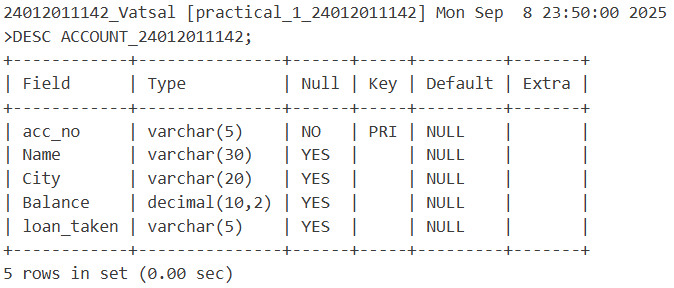 24012011142_Vatsal [practical_1_24012011142] Mon Sep  8 23:50:00 2025
>DESC ACCOUNT_24012011142;
+------------+---------------+------+-----+---------+-------+
| Field      | Type          | Null | Key | Default | Extra |
+------------+---------------+------+-----+---------+-------+
| acc_no     | varchar(5)    | NO   | PRI | NULL    |       |
| Name       | varchar(30)   | YES  |     | NULL    |       |
| City       | varchar(20)   | YES  |     | NULL    |       |
| Balance    | decimal(10,2) | YES  |     | NULL    |       |
| loan_taken | varchar(5)    | YES  |     | NULL    |       |
+------------+---------------+------+-----+---------+-------+
5 rows in set (0.00 sec)